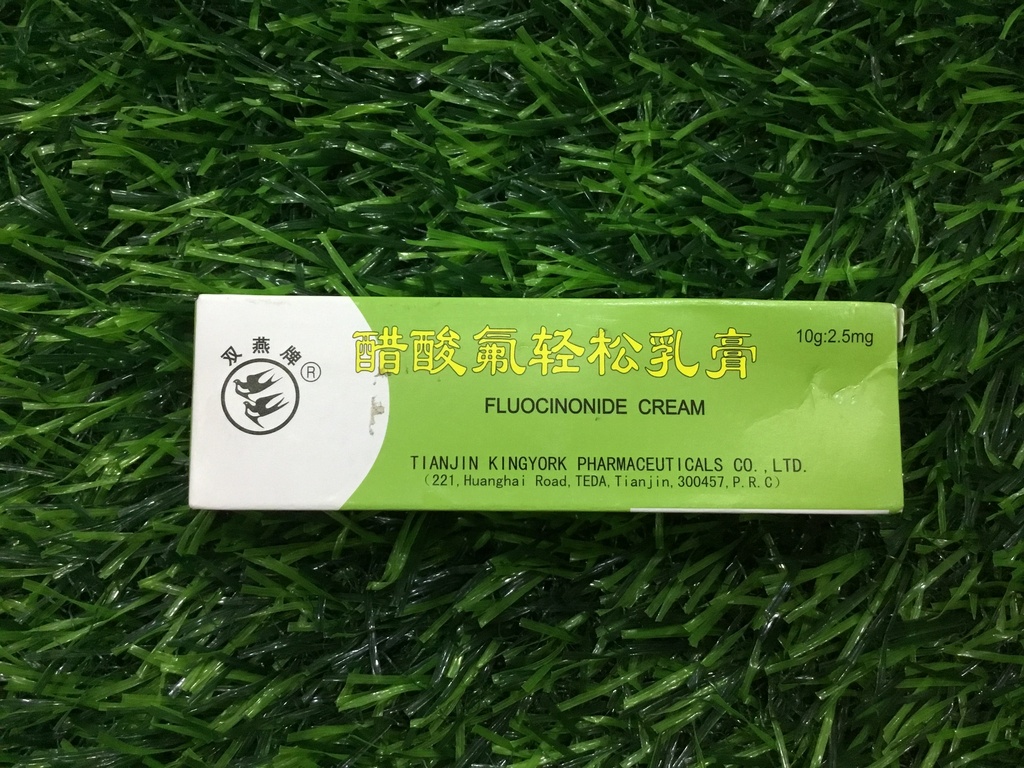 双燕牌
®
醋酸氟轻松乳膏
10g:2.5mg
FLUOCINONIDE CREAM
TIANJIN KINGYORK PHARMACEUTICALS CO.,LTD.
(221,Huanghai Road,TEDA,Tianjin,300457,P.R.C)